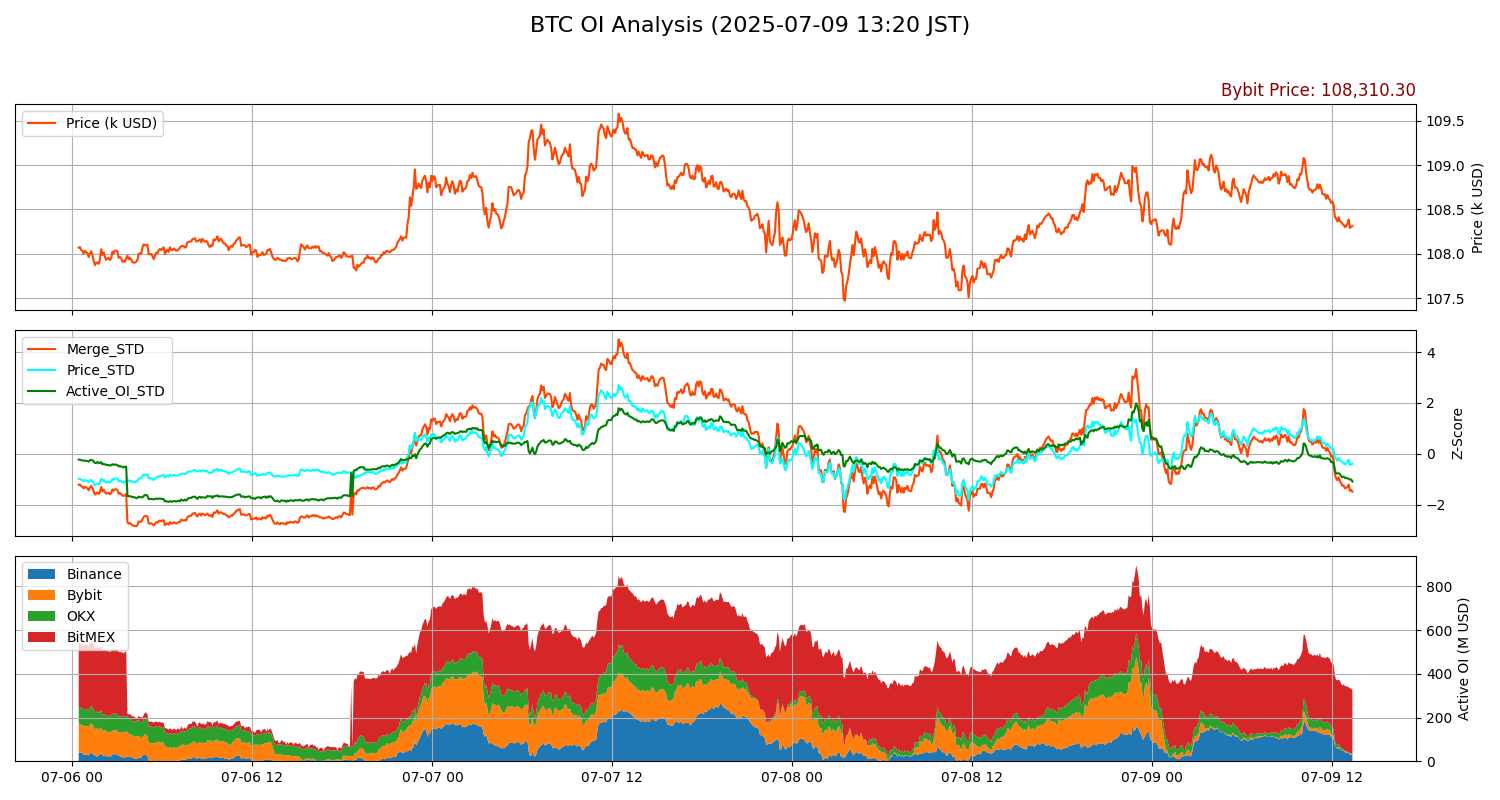 BTC OI Analysis (2025-07-09 13:20 JST)
Bybit Price: 108,310.30
Price (k USD)
109.5
109.0
108.5
108.0
107.5
Price (k USD)
Merge_STD
Price_STD
Active_OI_STD
4
2
0
−2
Z-Score
Binance
Bybit
OKX
BitMEX
800
600
400
200
0
Active OI (M USD)
07-06 00 07-06 12 07-07 00 07-07 12 07-08 00 07-08 12 07-09 00 07-09 12